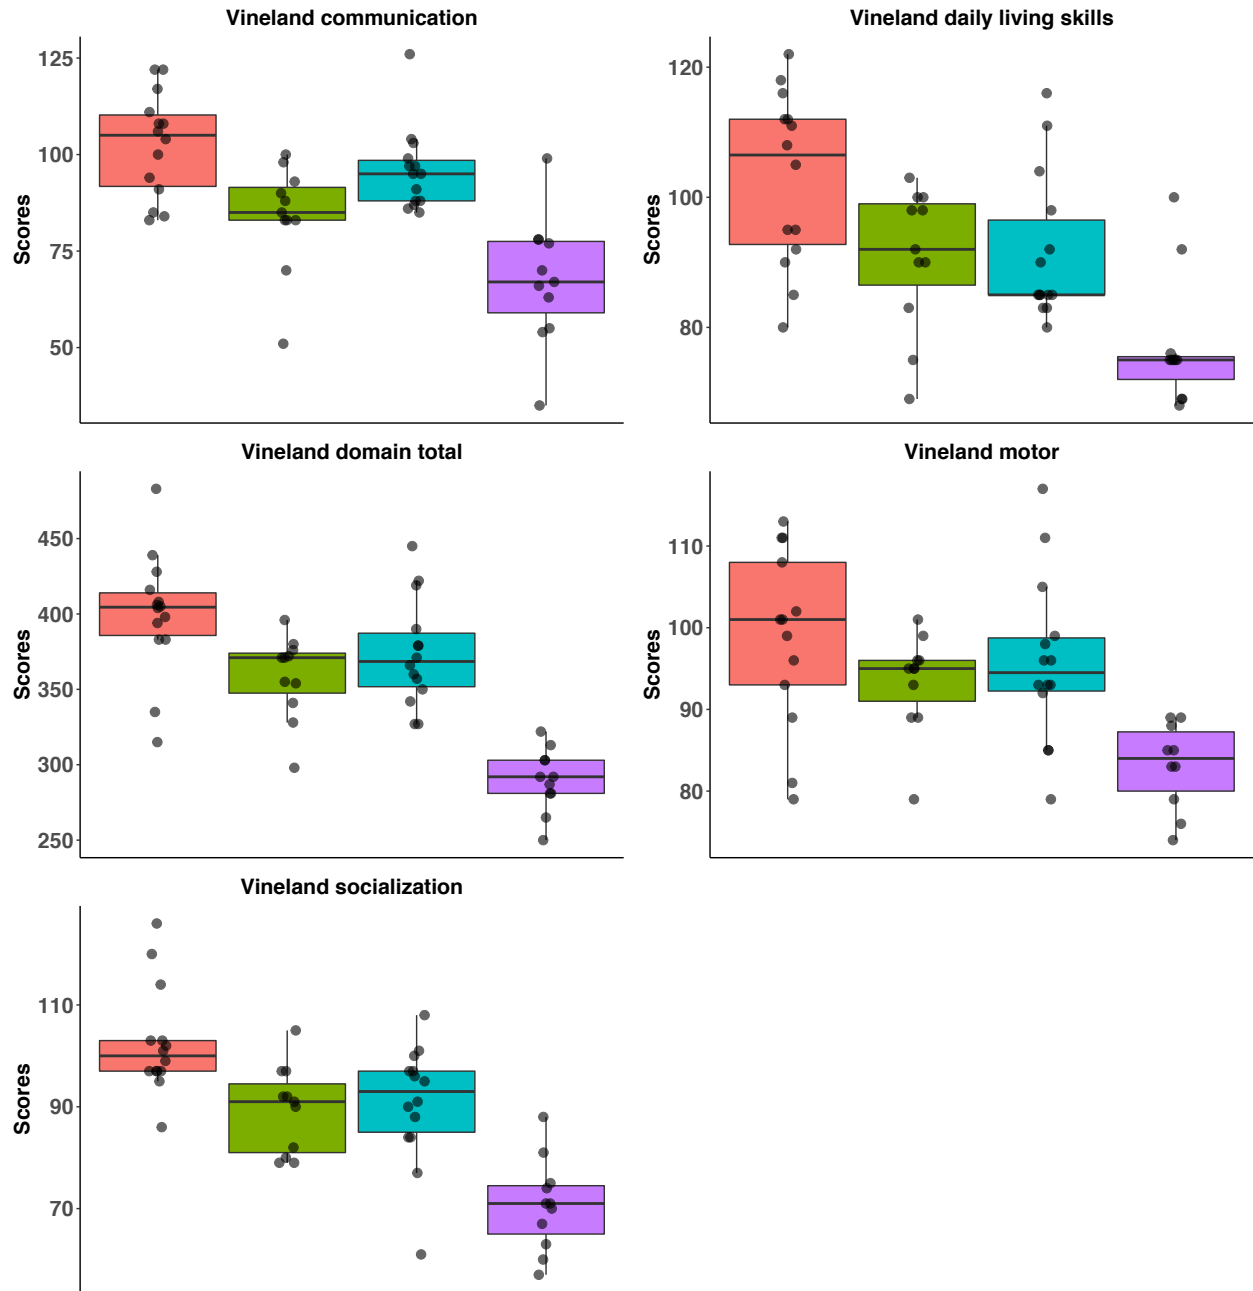 Vineland communication
Scores
125
100
75
50
Vineland daily living skills
Scores
120
100
80
Vineland domain total
Scores
450
400
350
300
250
Vineland motor
Scores
110
100
90
80
Vineland socialization
Scores
110
90
70